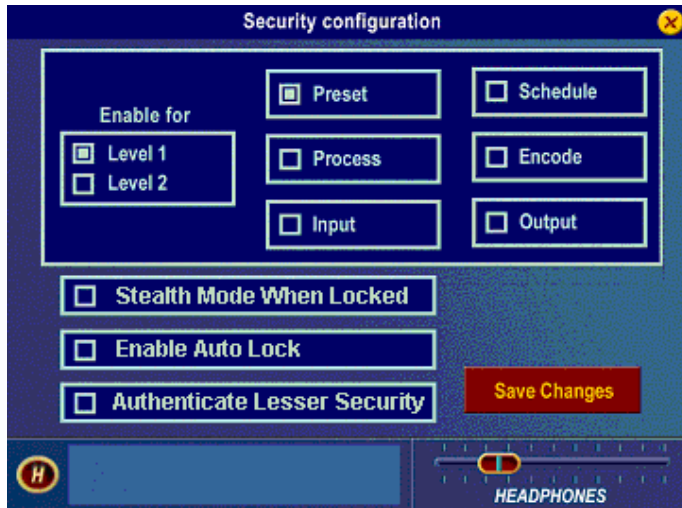 Security configuration
Enable for
Level 1
Level 2
Preset
Process
Input
Schedule
Encode
Output
Stealth Mode When Locked
Enable Auto Lock
Authenticate Lesser Security
Save Changes
H
HEADPHONES